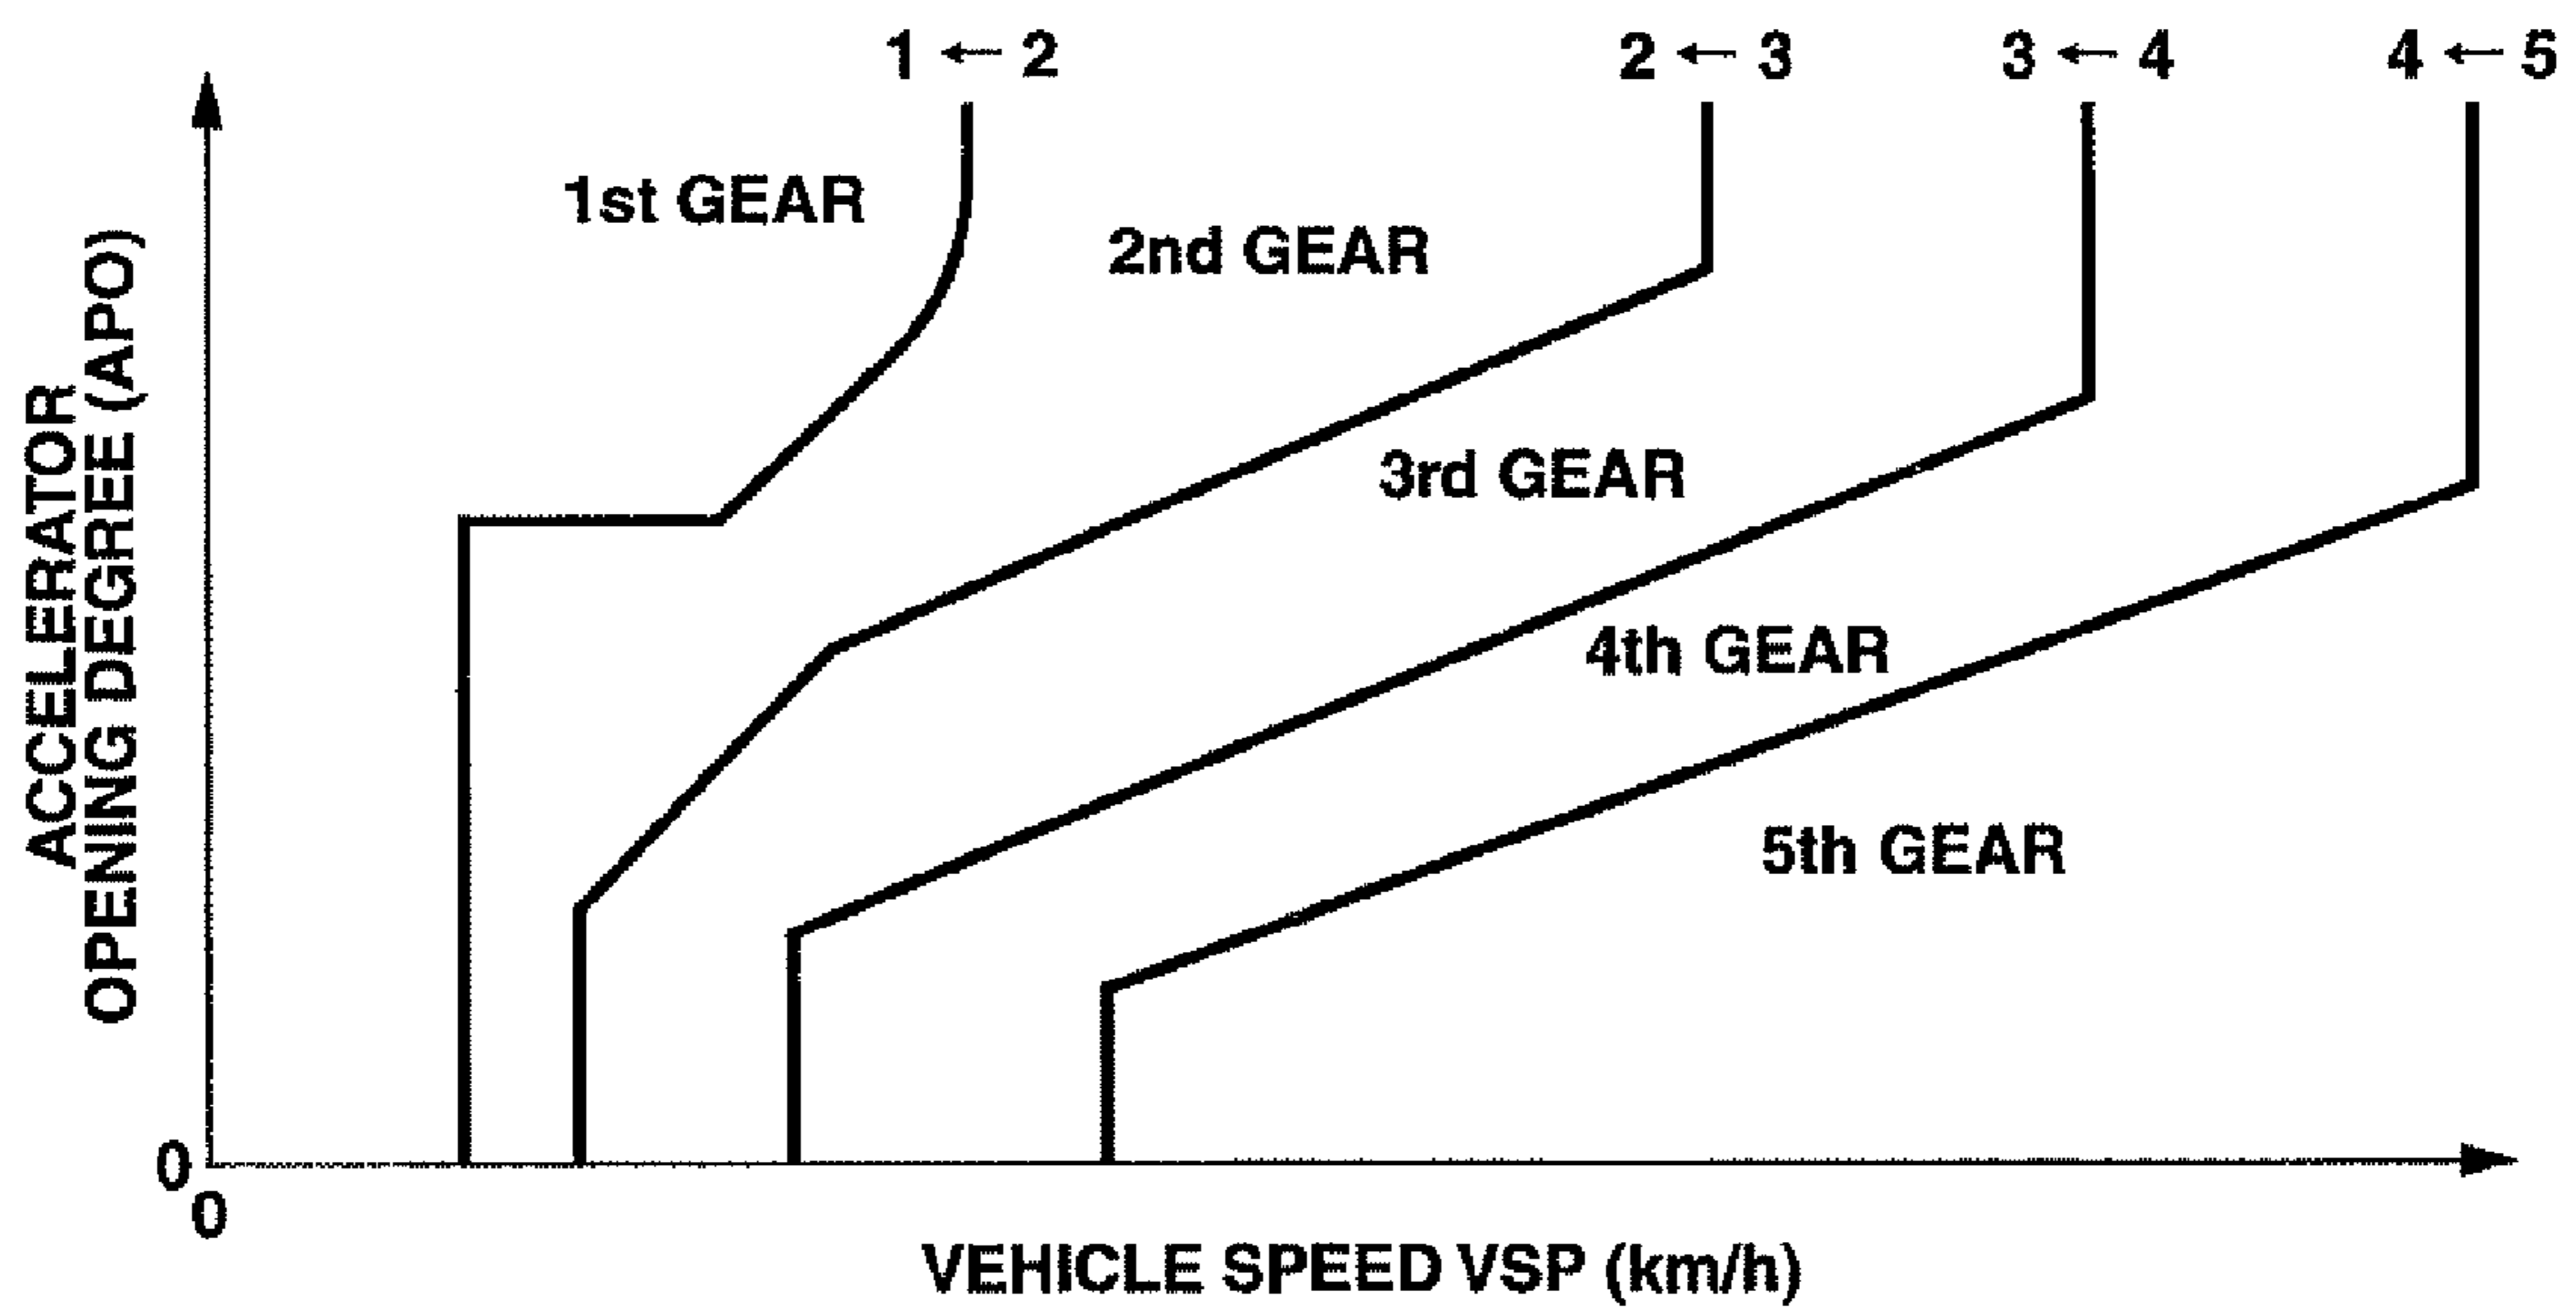 1 ← 2
2 ← 3
3 ← 4
4 ← 5
1st GEAR
2nd GEAR
3rd GEAR
4th GEAR
5th GEAR
ACCELERATOR
OPENING DEGREE (APO)
0
0
VEHICLE SPEED VSP (km/h)